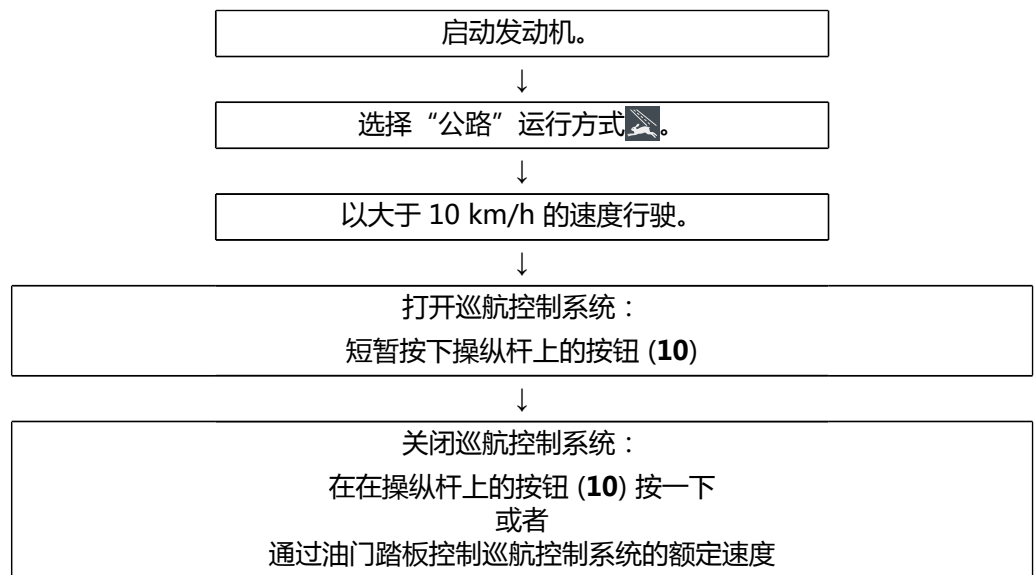 启动发动机。
↓
选择“公路”运行方式。
↓
以大于 10 km/h 的速度行驶。
↓
打开巡航控制系统：
短暂按下操纵杆上的按钮 (10)
↓
关闭巡航控制系统：
在在操纵杆上的按钮 (10) 按一下
或者
通过油门踏板控制巡航控制系统的额定速度